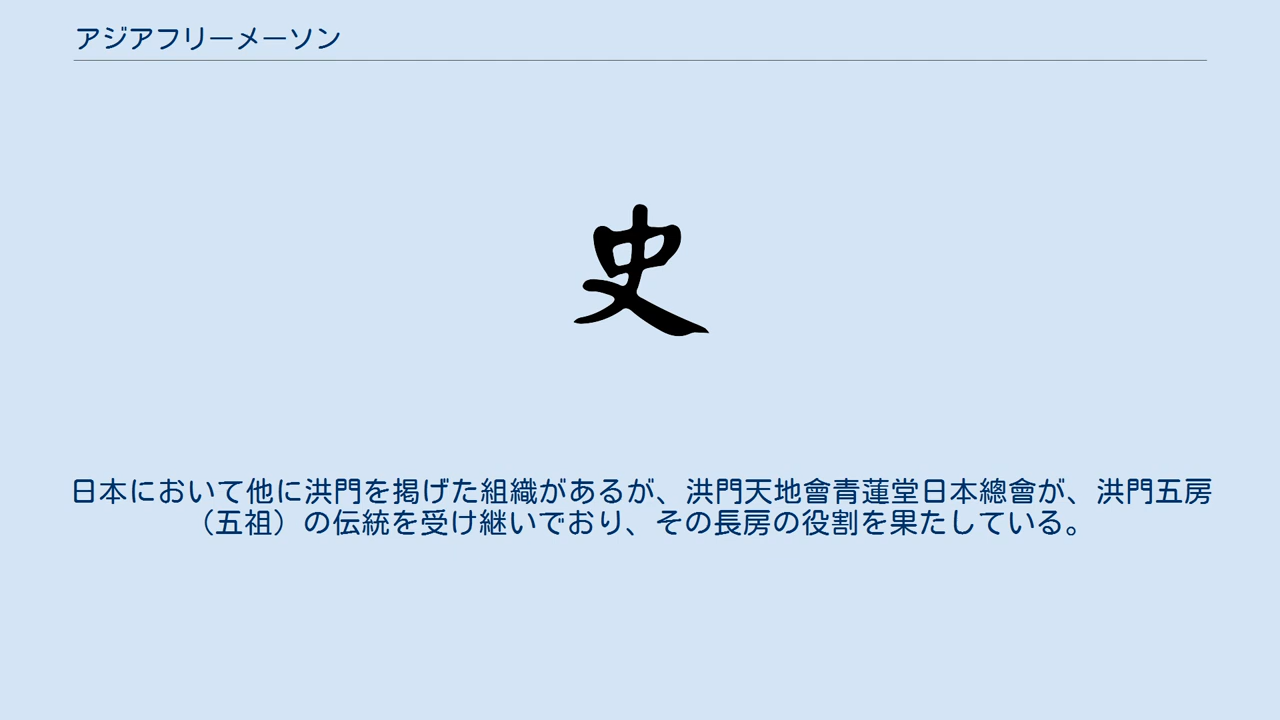 アジアフリーメーソン
史
日本において他に洪門を掲げた組織があるが、洪門天地會青蓮堂日本總會が、洪門五房
（五祖）の伝統を受け継いでおり、その長房の役割を果たしている。